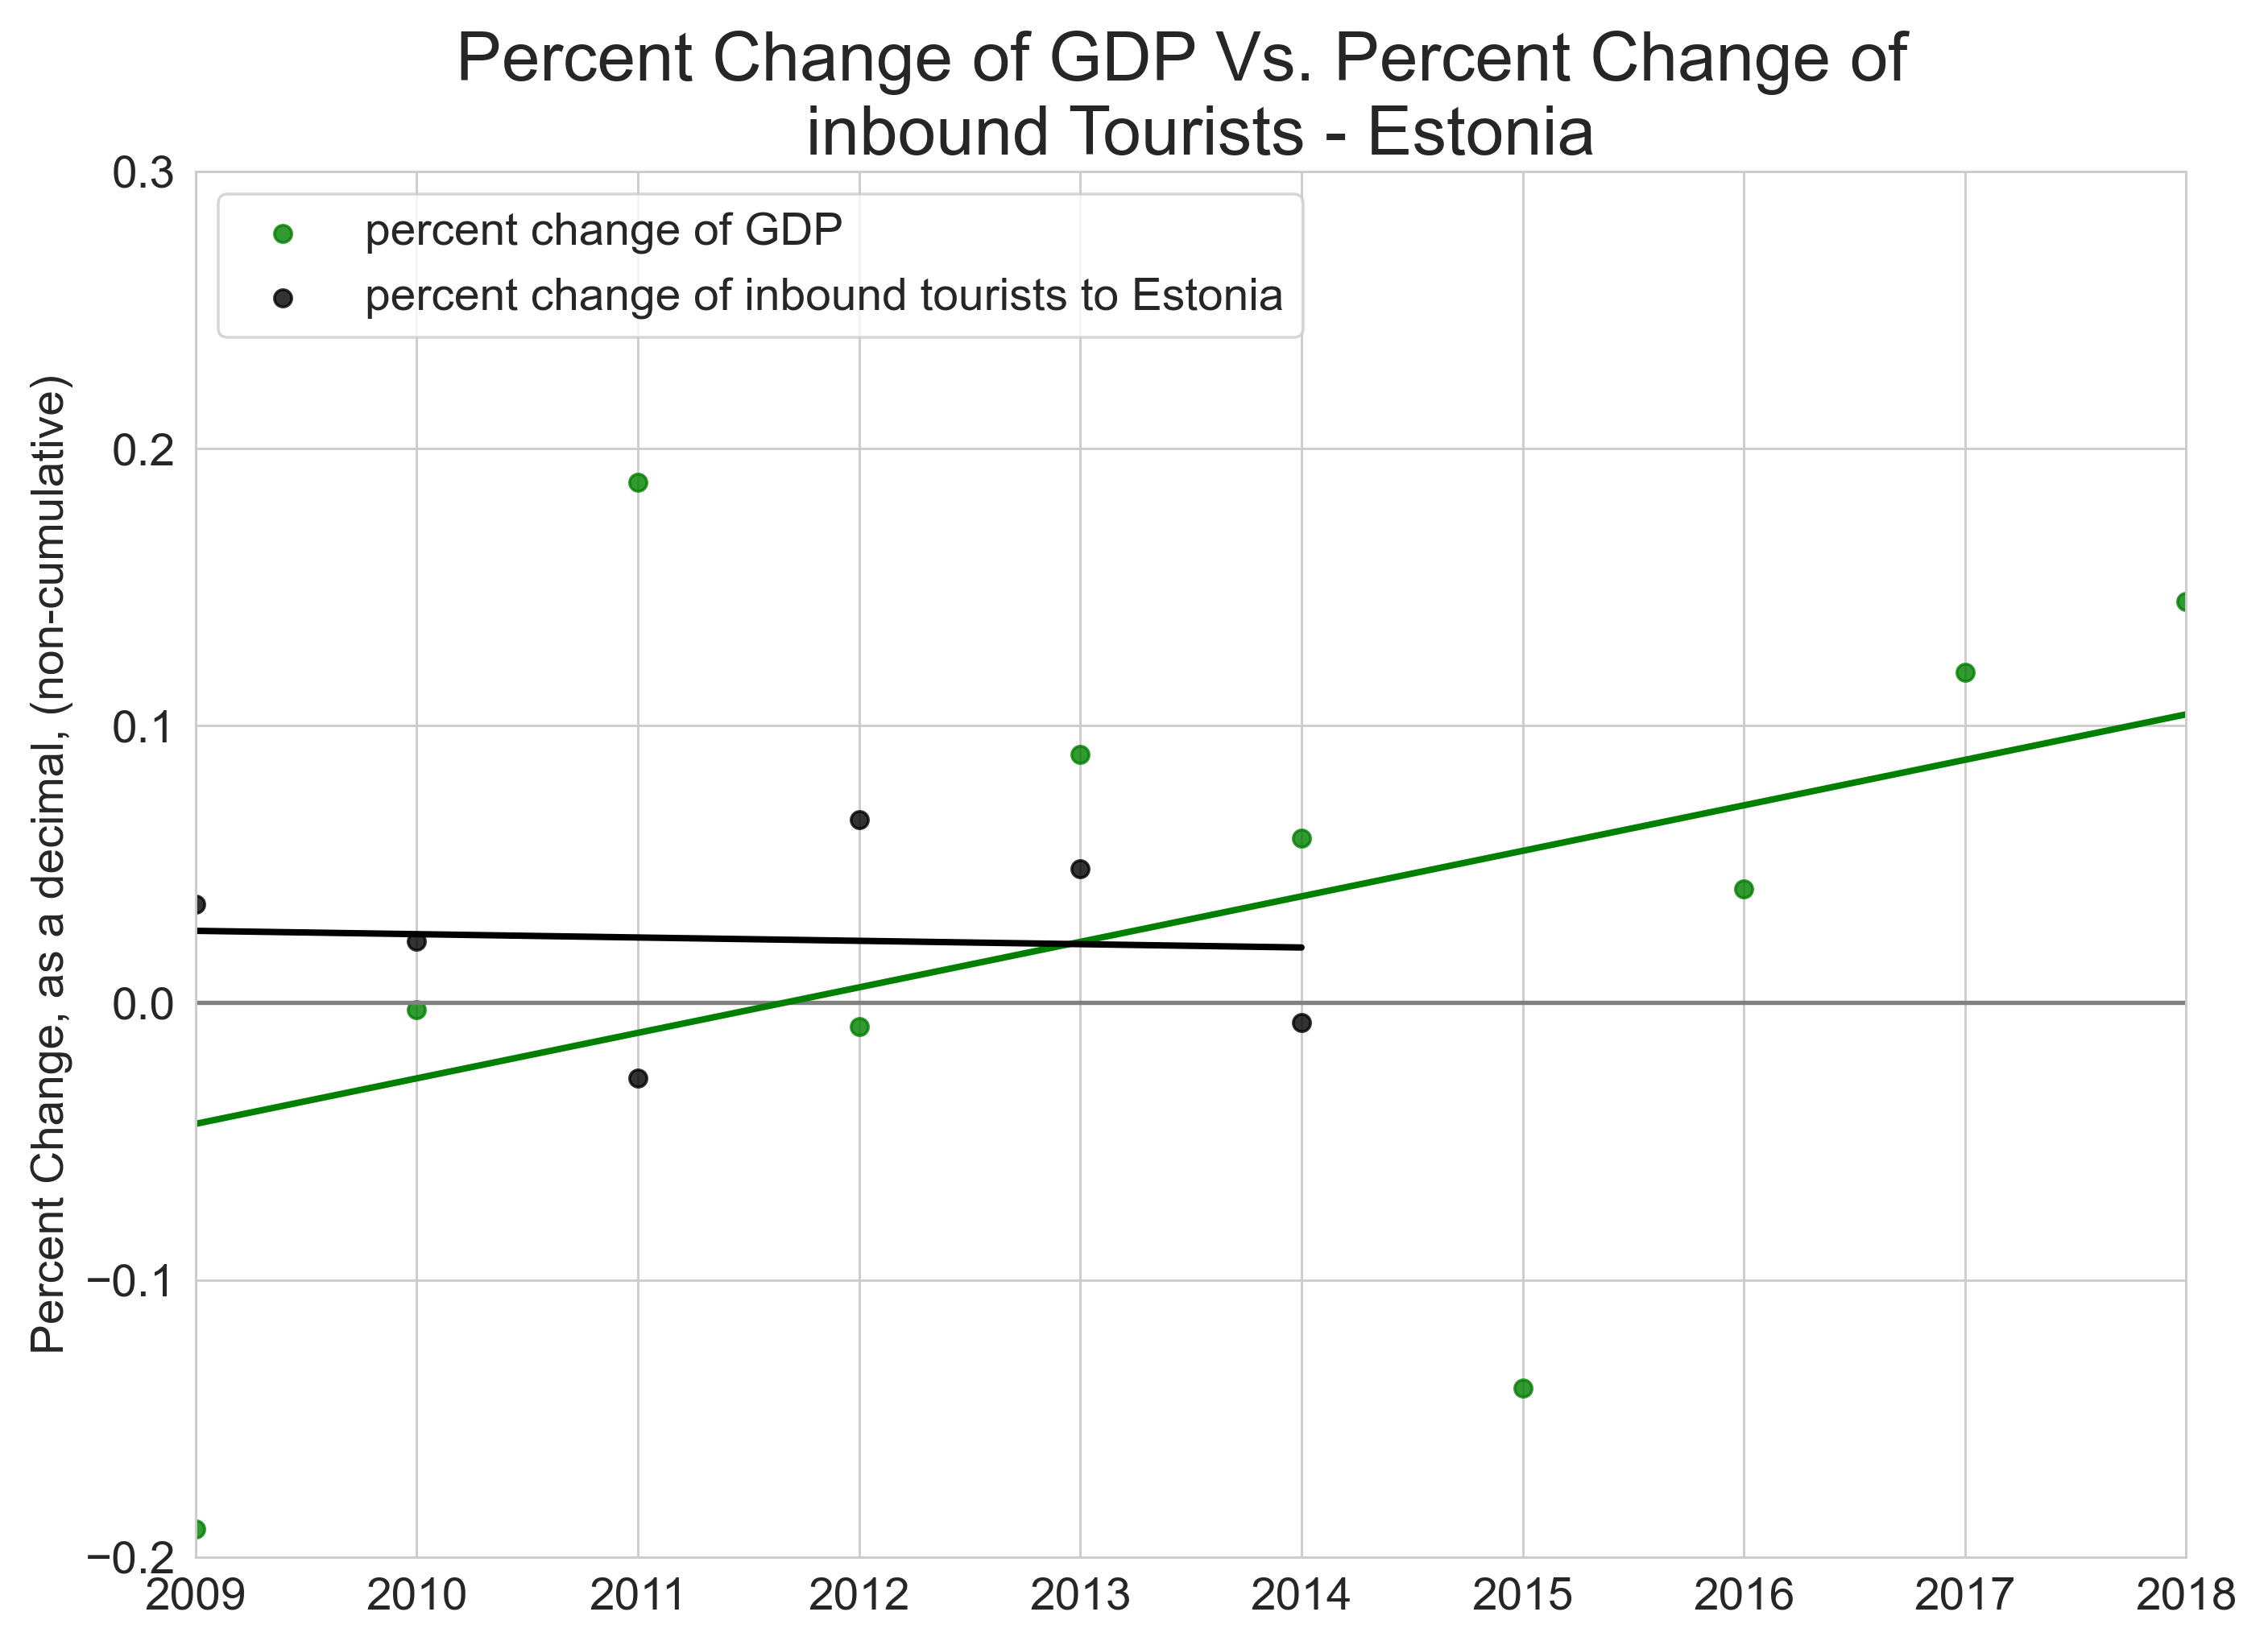 Percent Change of GDP Vs. Percent Change of
inbound Tourists - Estonia
percent change of GDP
percent change of inbound tourists to Estonia
Percent Change, as a decimal, (non-cumulative)
0.3
0.2
0.1
0.0
−0.1
−0.2
2009 2010 2011 2012 2013 2014 2015 2016 2017 2018